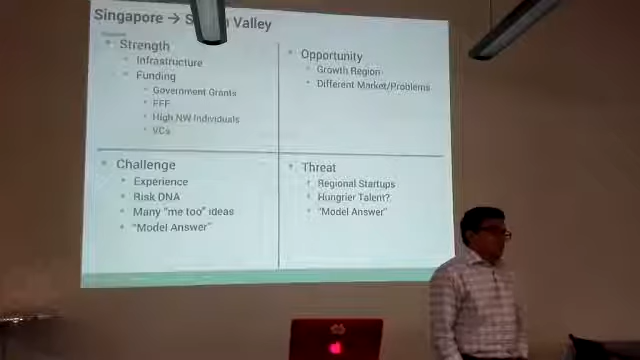 Singapore → S Valley
Strength
Infrastructure
Funding
Government Grants
FFF
High NW Individuals
VCs
Opportunity
Growth Region
Different Market/Problems
Challenge
Experience
Risk DNA
Many "me too" ideas
"Model Answer"
Threat
Regional Startups
Hungrier Talent?
"Model Answer"